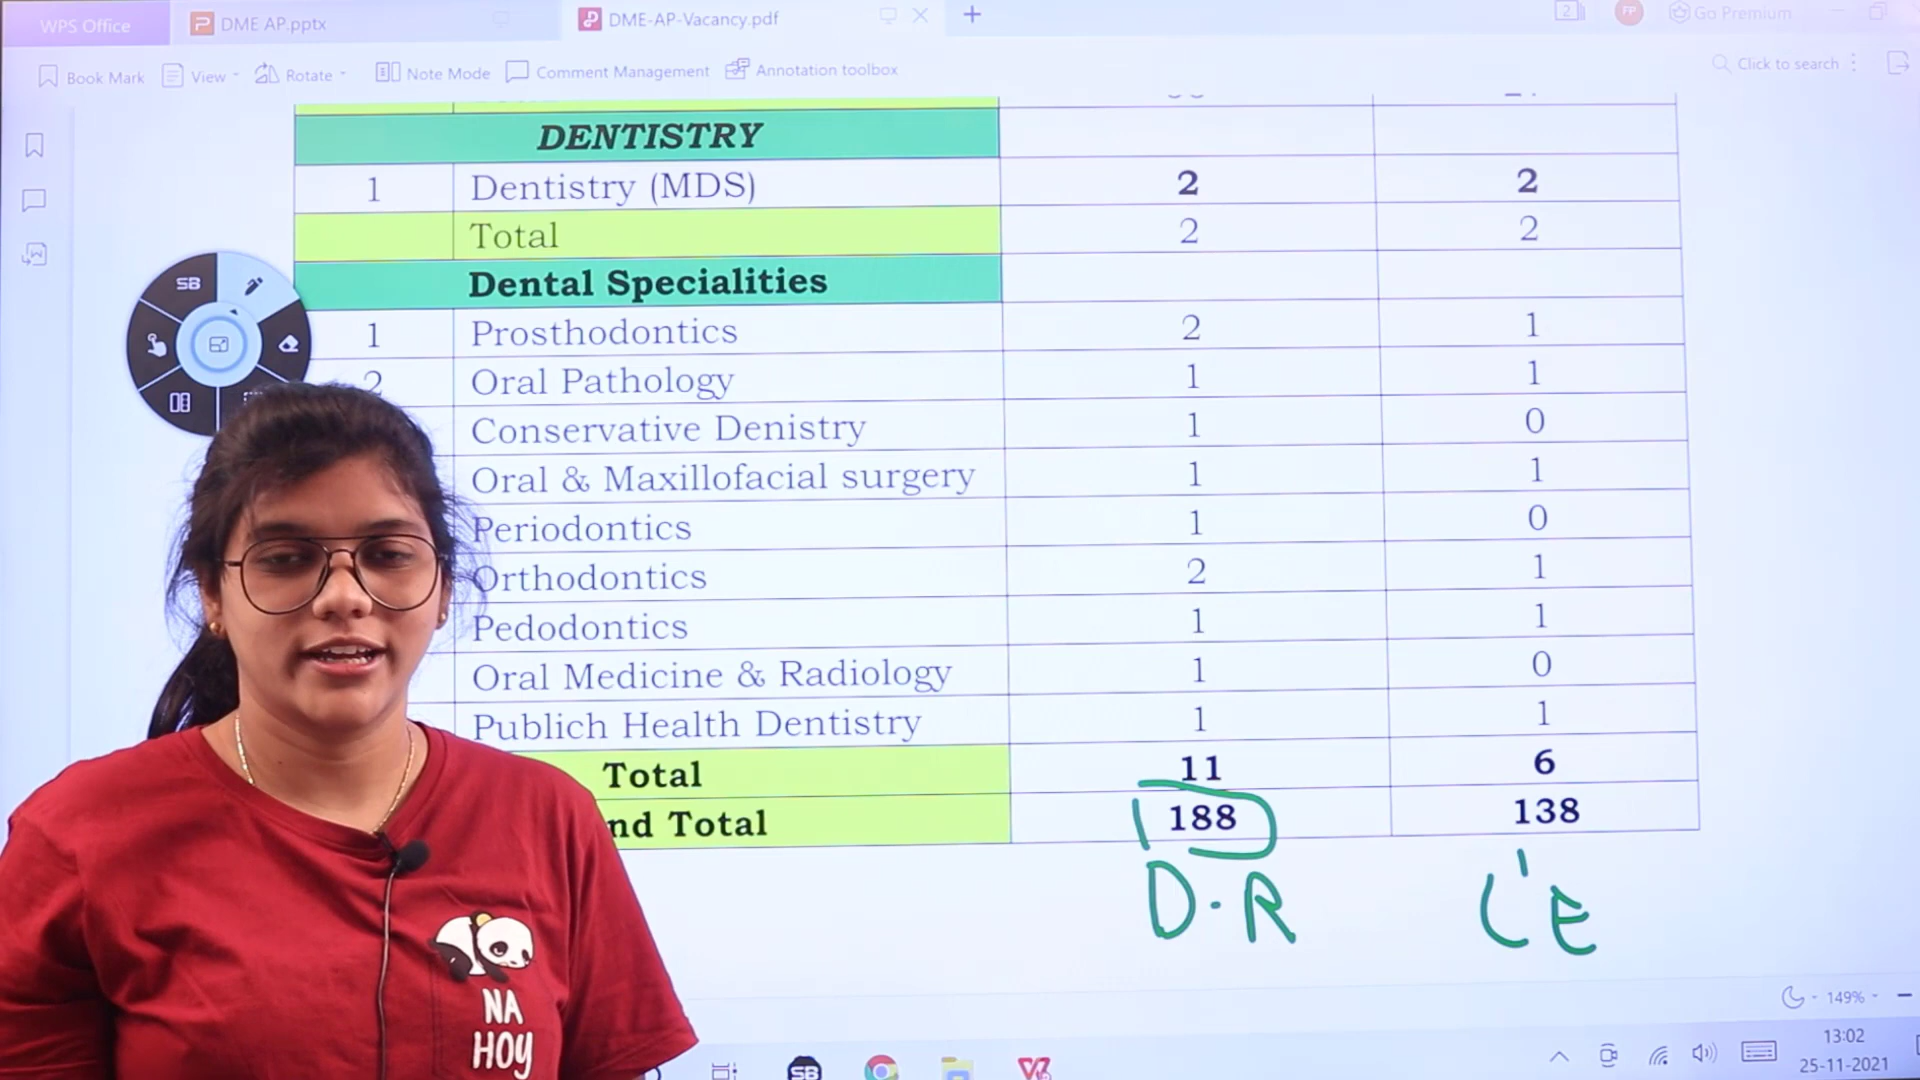 WPS Office DME AP.pptx DME-AP-Vacancy.pdf + 2 FP Go Premium
Book Mark View Rotate Note Mode Comment Management Annotation toolbox Click to search
DENTISTRY
1 Dentistry (MDS) 2 2
Total 2 2
Dental Specialities
1 Prosthodontics 2 1
2 Oral Pathology 1 1
Conservative Denistry 1 0
Oral & Maxillofacial surgery 1 1
Periodontics 1 0
Orthodontics 2 1
Pedodontics 1 1
Oral Medicine & Radiology 1 0
Publich Health Dentistry 1 1
Total 11 6
nd Total 188 138
D.R L'E
SB
NA
HOY
149%
SB
13:02
25-11-2021